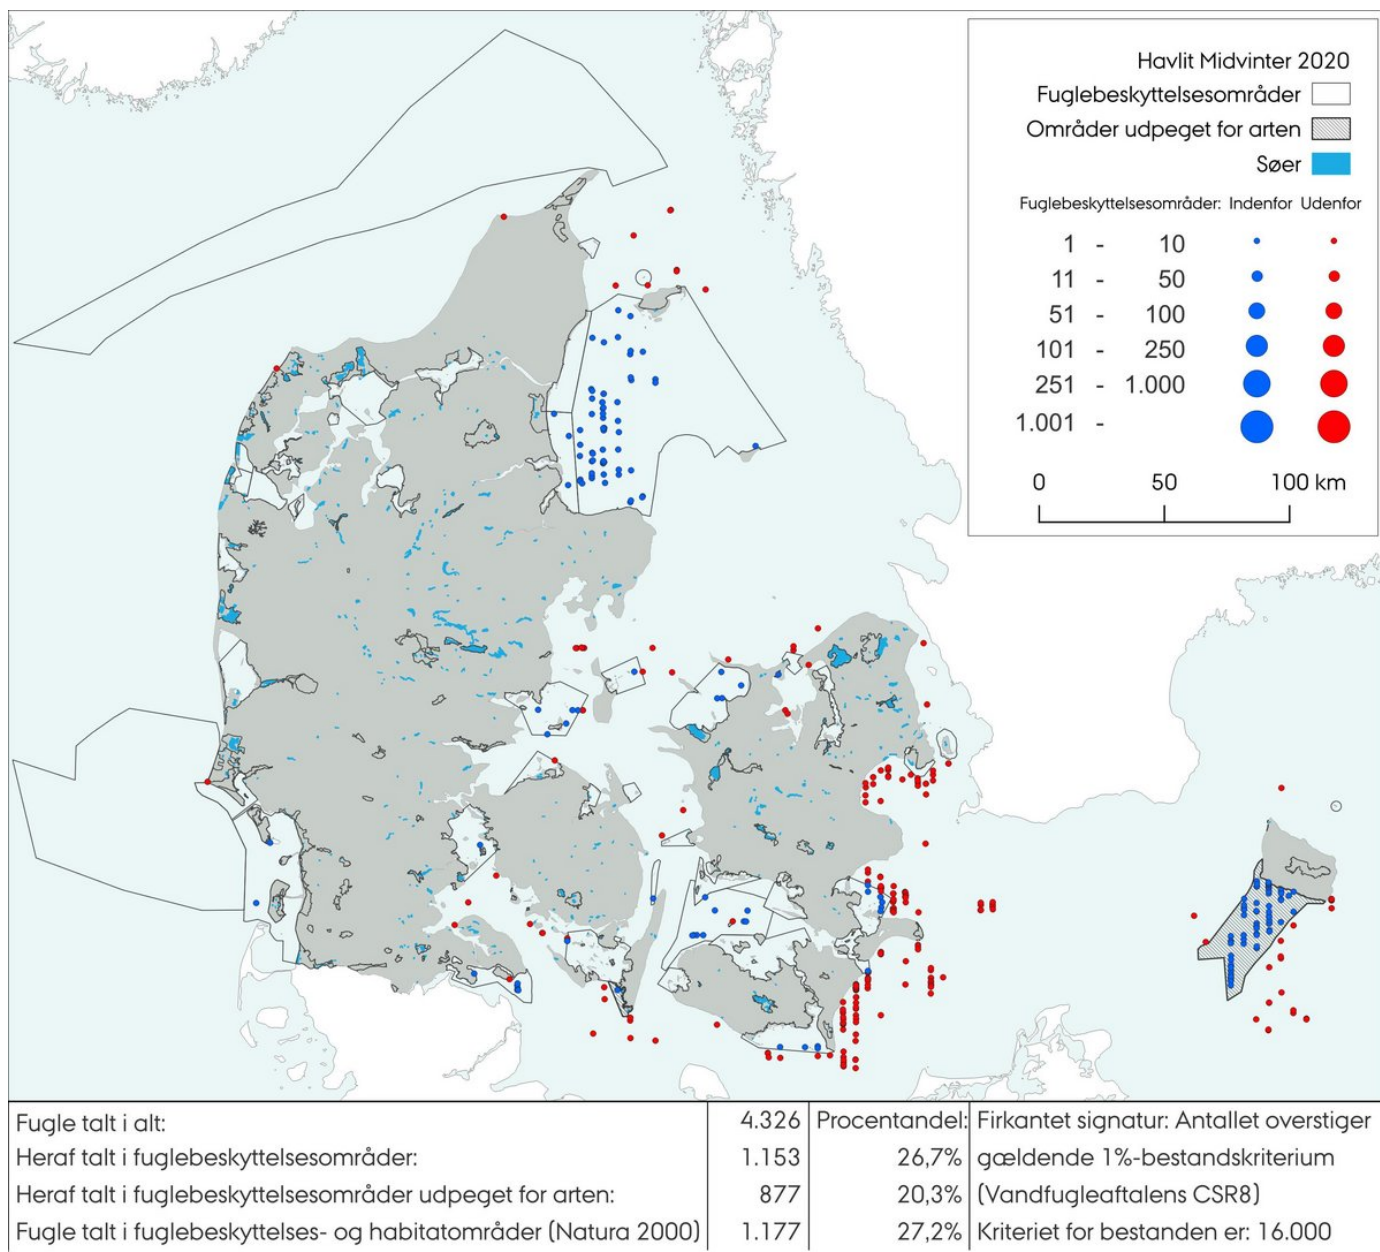 Havlit Midvinter 2020
Fuglebeskyttelsesområder
Områder udpeget for arten
Søer
Fuglebeskyttelsesområder: Indenfor Udenfor
1 - 10
11 - 50
51 - 100
101 - 250
251 - 1.000
1.001 -
0 50 100 km
Fugle talt i alt: 4.326 Procentandel: Firkantet signatur: Antallet overstiger
Heraf talt i fuglebeskyttelsesområder: 1.153 26,7% gældende 1%-bestandskriterium
Heraf talt i fuglebeskyttelsesområder udpeget for arten: 877 20,3% (Vandfugleaftalens CSR8)
Fugle talt i fuglebeskyttelses- og habitatområder (Natura 2000) 1.177 27,2% Kriteriet for bestanden er: 16.000